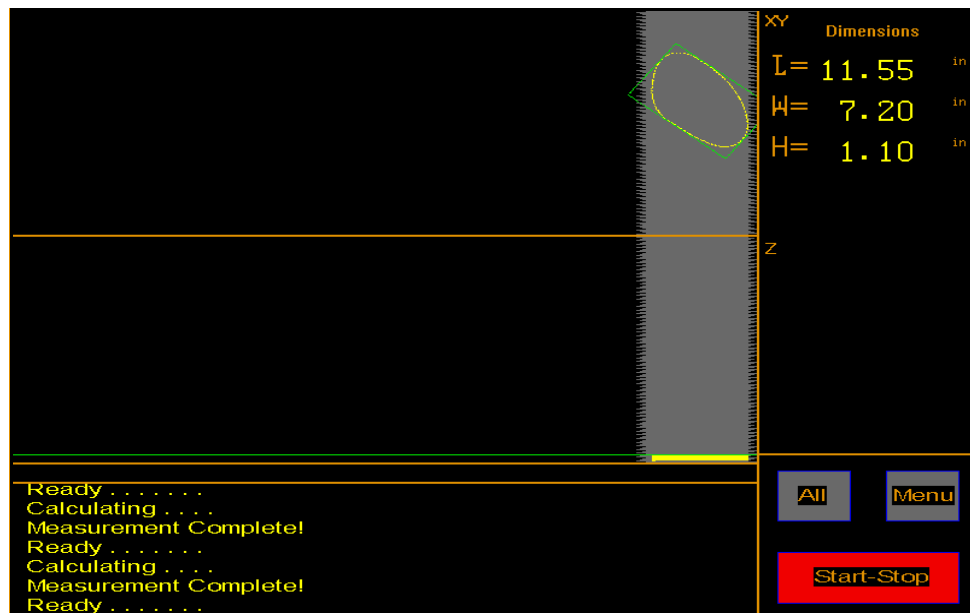 XY
Dimensions
L= 11.55 in
W= 7.20 in
H= 1.10 in
Z
Ready . . . . . . .
Calculating . . . .
Measurement Complete!
Ready . . . . . . .
Calculating . . . .
Measurement Complete!
Ready . . . . . . .
All
Menu
Start-Stop